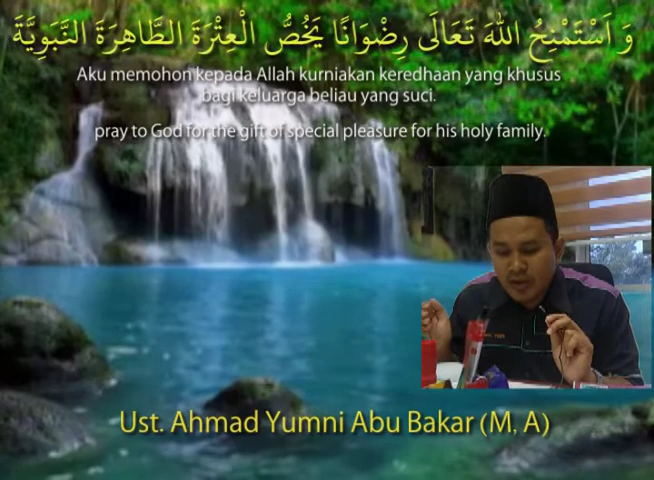 وَ اَسْتَمْنِحُ اللهَ تَعَالَى رِضْوَانًا يَخُصُّ الْعِتْرَةَ الطَّاهِرَةَ النَّبَوِيَّةَ
Aku memohon kepada Allah kurniakan keredhaan yang khusus
bagi keluarga beliau yang suci.
pray to God for the gift of special pleasure for his holy family.
Ust. Ahmad Yumni Abu Bakar (M, A)